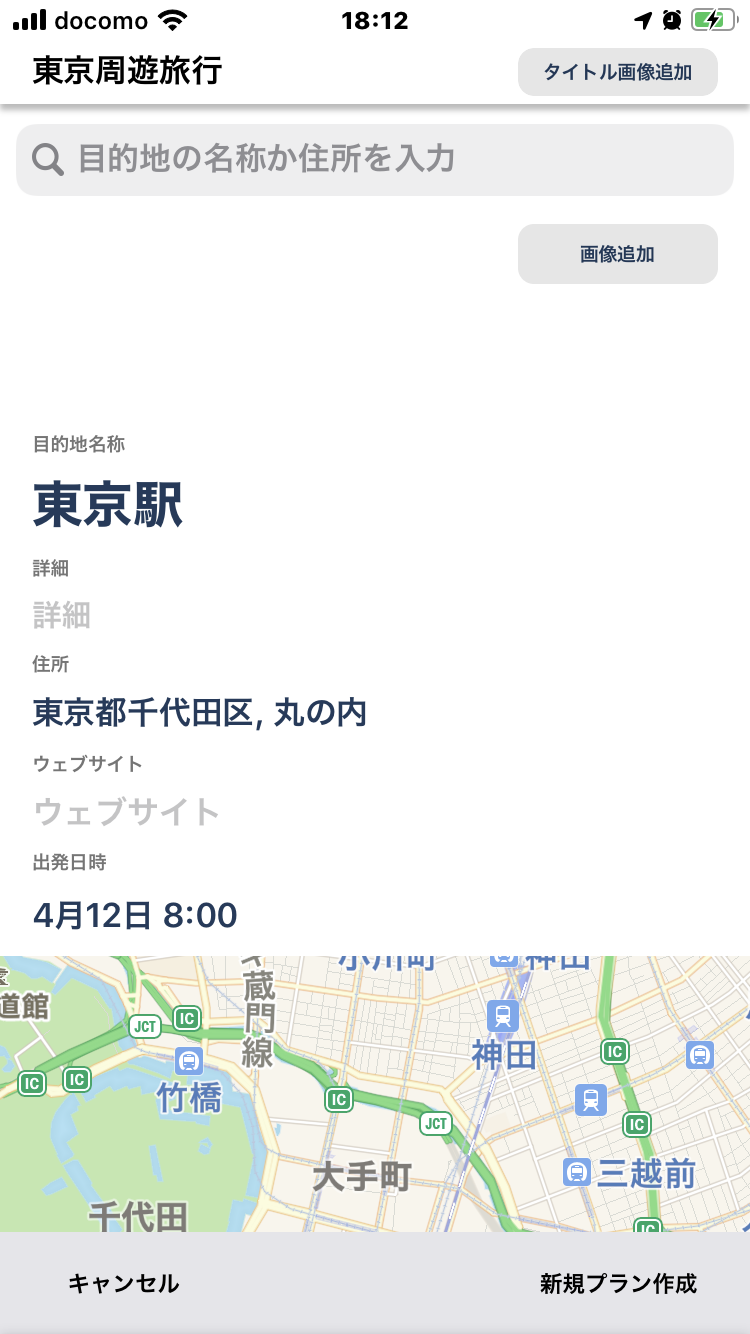 docomo 18:12
東京周遊旅行 タイトル画像追加
目的地の名称か住所を入力
画像追加
目的地名称
東京駅
詳細
詳細
住所
東京都千代田区, 丸の内
ウェブサイト
ウェブサイト
出発日時
4月12日 8:00
小川町 神田
道館
蔵門線
JCT IC
神田
IC
IC IC
竹橋
IC
JCT
IC
大手町
三越前
千代田
IC
キャンセル 新規プラン作成